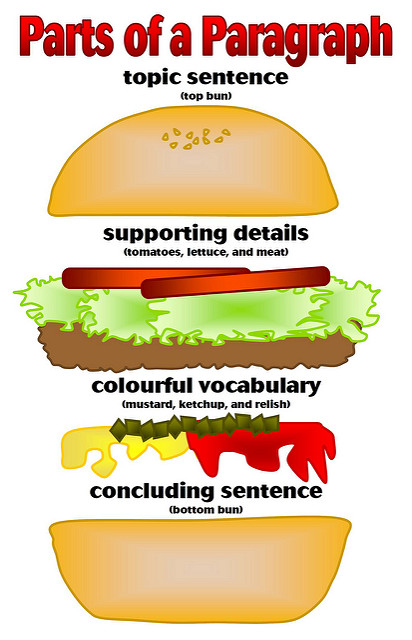 Parts of a Paragraph
topic sentence
(top bun)
supporting details
(tomatoes, lettuce, and meat)
colourful vocabulary
(mustard, ketchup, and relish)
concluding sentence
(bottom bun)